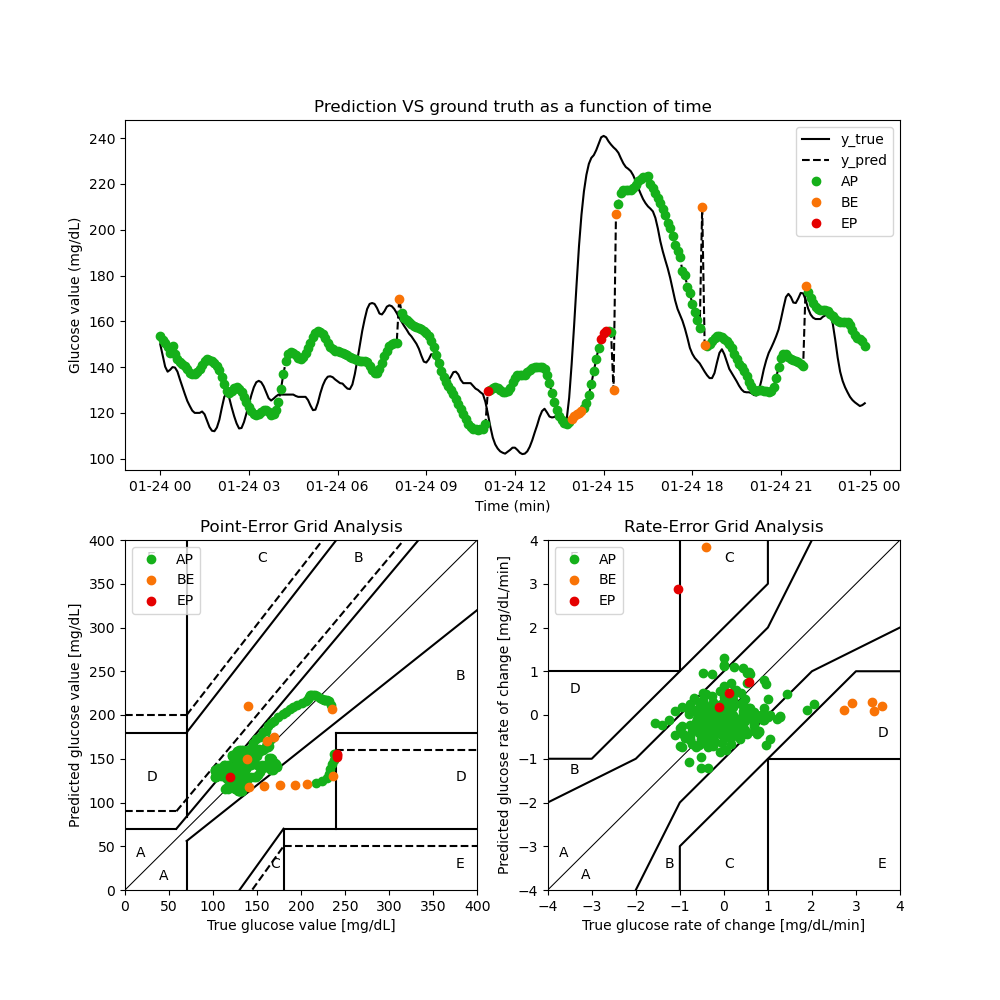 Prediction VS ground truth as a function of time
Glucose value (mg/dL)
240
220
200
180
160
140
120
100
y_true
y_pred
AP
BE
EP
01-24 00 01-24 03 01-24 06 01-24 09 01-24 12 01-24 15 01-24 18 01-24 21 01-25 00
Time (min)
Point-Error Grid Analysis
Predicted glucose value [mg/dL]
400
350
300
250
200
150
100
50
0
AP
BE
EP
C
B
B
D
D
A
A
C
E
0 50 100 150 200 250 300 350 400
True glucose value [mg/dL]
Rate-Error Grid Analysis
Predicted glucose rate of change [mg/dL/min]
4
3
2
1
0
−1
−2
−3
−4
AP
BE
EP
C
D
D
B
A
A
B
C
E
−4 −3 −2 −1 0 1 2 3 4
True glucose rate of change [mg/dL/min]